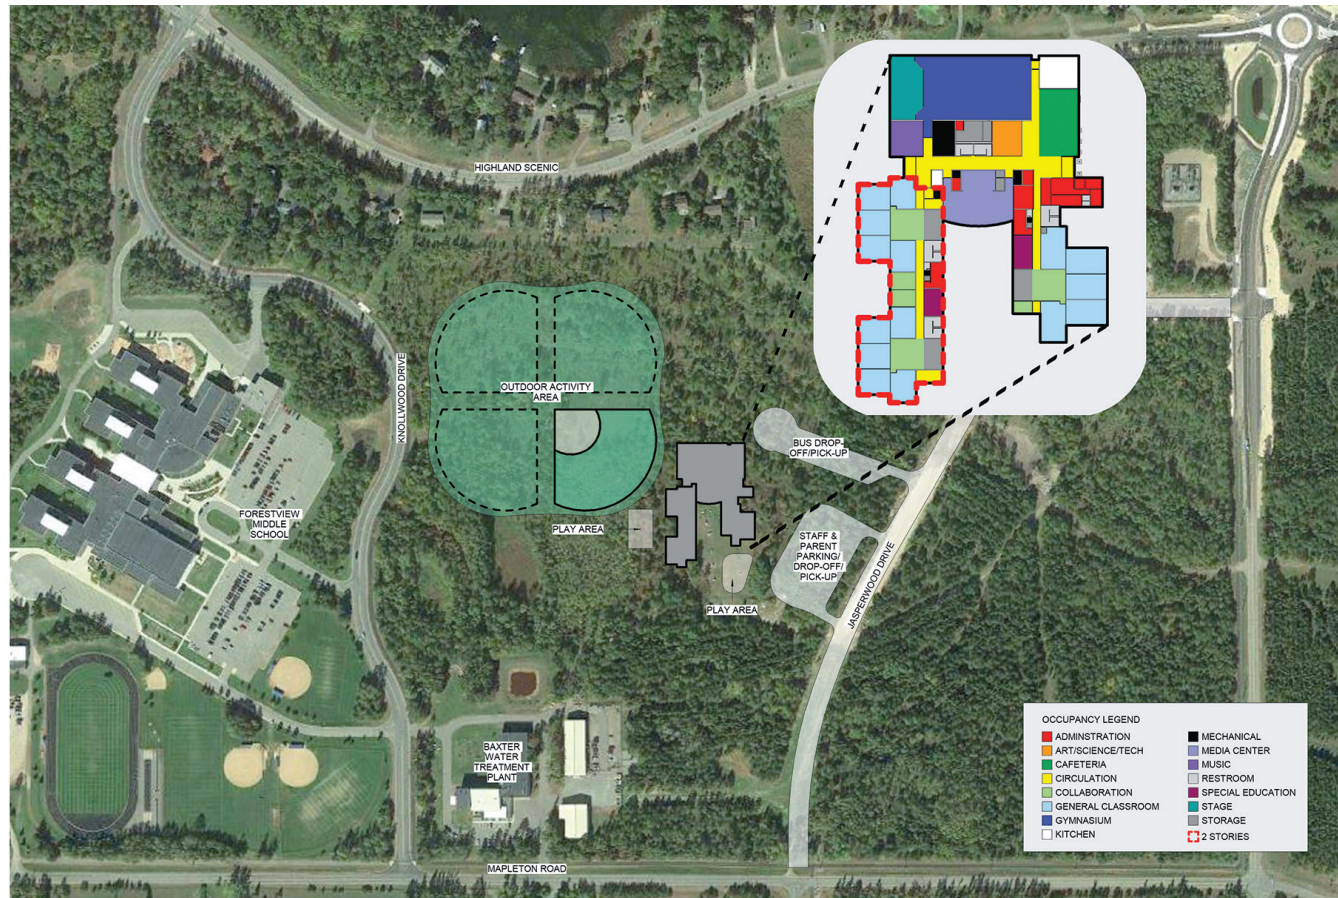 HIGHLAND SCENIC
KNOLLWOOD DRIVE
OUTDOOR ACTIVITY
AREA
BUS DROP-
OFF/PICK-UP
FORESTVIEW
MIDDLE
SCHOOL
PLAY AREA
STAFF &
PARENT
PARKING/
DROP-OFF/
PICK-UP
JASPERWOOD DRIVE
PLAY AREA
BAXTER
WATER
TREATMENT
PLANT
MAPLETON ROAD
OCCUPANCY LEGEND
ADMINSTRATION
ART/SCIENCE/TECH
CAFETERIA
CIRCULATION
COLLABORATION
GENERAL CLASSROOM
GYMNASIUM
KITCHEN
MECHANICAL
MEDIA CENTER
MUSIC
RESTROOM
SPECIAL EDUCATION
STAGE
STORAGE
2 STORIES